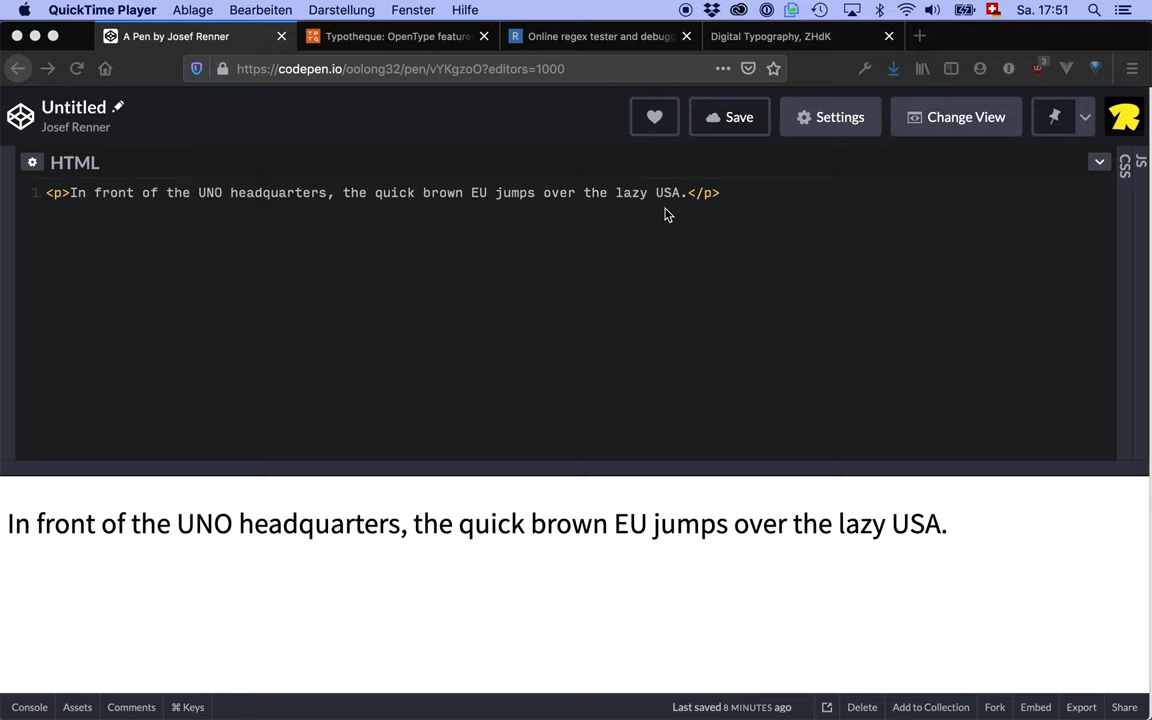 QuickTime Player Ablage Bearbeiten Darstellung Fenster Hilfe Sa. 17:51
A Pen by Josef Renner Typotheque: OpenType feature Online regex tester and debugg Digital Typography, ZHdK
https://codepen.io/oolong32/pen/vYKgzoO?editors=1000 3
Untitled
Josef Renner
Save Settings Change View
HTML CSS JS
1 <p>In front of the UNO headquarters, the quick brown EU jumps over the lazy USA.</p>
In front of the UNO headquarters, the quick brown EU jumps over the lazy USA.
Console Assets Comments ⌘ Keys Last saved 8 MINUTES ago Delete Add to Collection Fork Embed Export Share